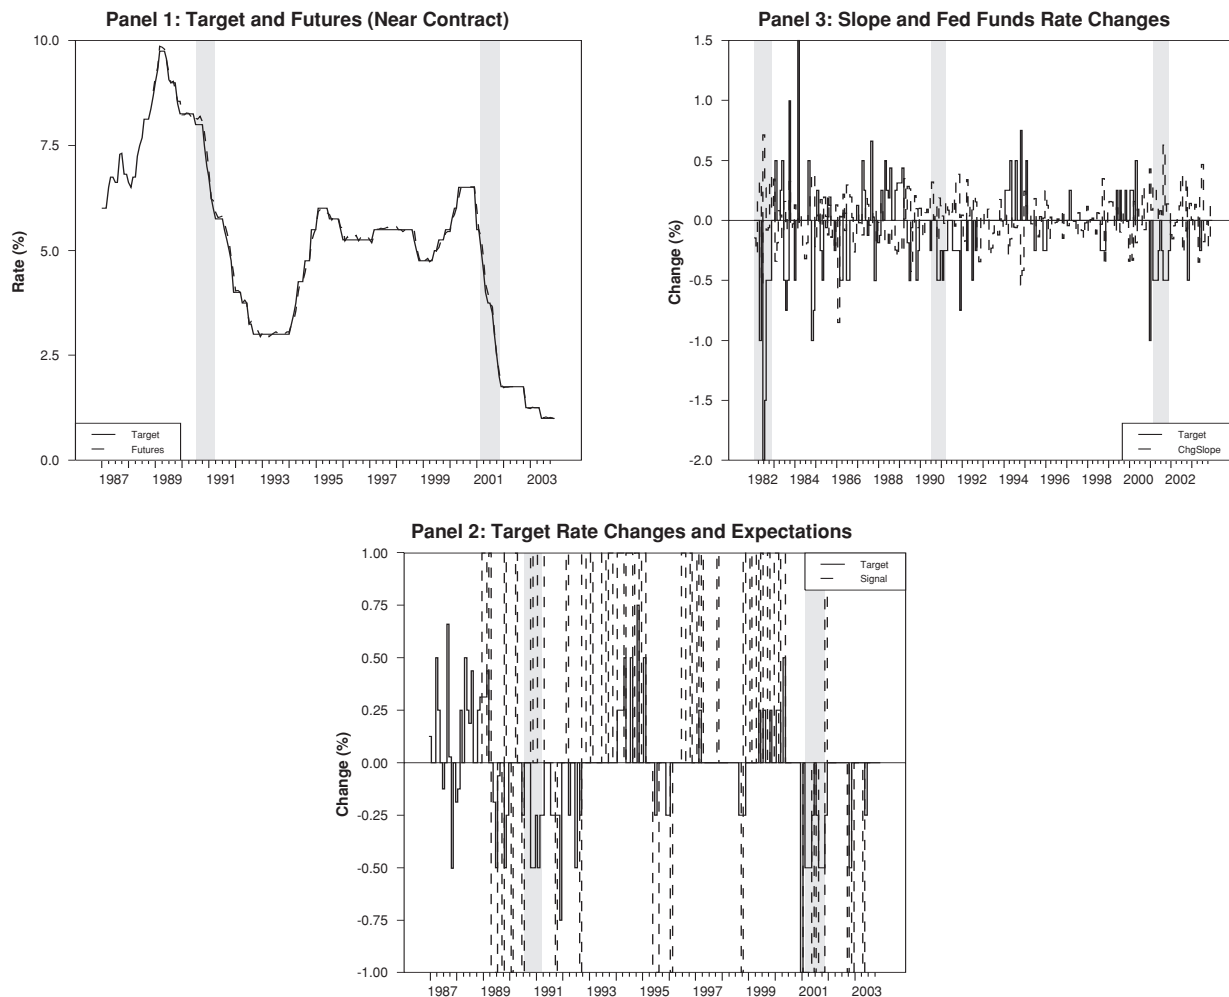 Panel 1: Target and Futures (Near Contract)
Rate (%)
10.0
7.5
5.0
2.5
0.0
Target
Futures
1987 1989 1991 1993 1995 1997 1999 2001 2003
Panel 3: Slope and Fed Funds Rate Changes
Change (%)
1.5
1.0
0.5
0.0
-0.5
-1.0
-1.5
-2.0
Target
ChgSlope
1982 1984 1986 1988 1990 1992 1994 1996 1998 2000 2002
Panel 2: Target Rate Changes and Expectations
Change (%)
1.00
0.75
0.50
0.25
0.00
-0.25
-0.50
-0.75
-1.00
Target
Signal
1987 1989 1991 1993 1995 1997 1999 2001 2003